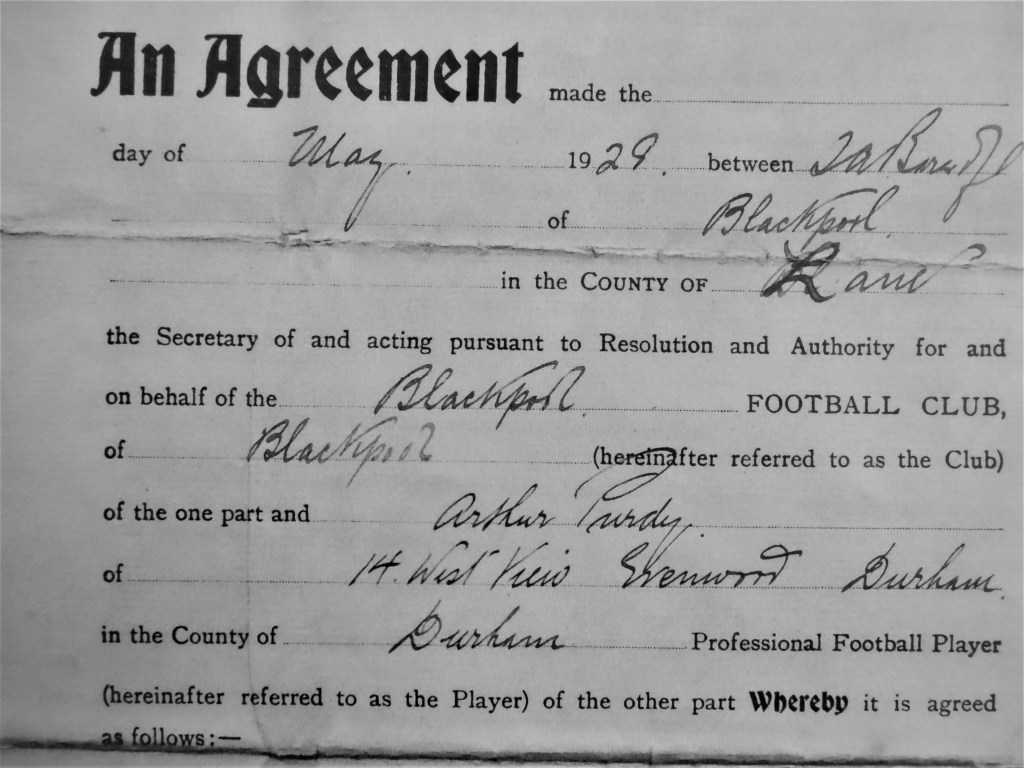 An Agreement made the
day of May. 1929. between
of Blackpool.
in the COUNTY OF Lanc
the Secretary of and acting pursuant to Resolution and Authority for and
on behalf of the Blackpool. FOOTBALL CLUB,
of Blackpool (hereinafter referred to as the Club)
of the one part and Arthur Purdy.
of 14. West View Evenwood Durham.
in the County of Durham Professional Football Player
(hereinafter referred to as the Player) of the other part Whereby it is agreed
as follows:—